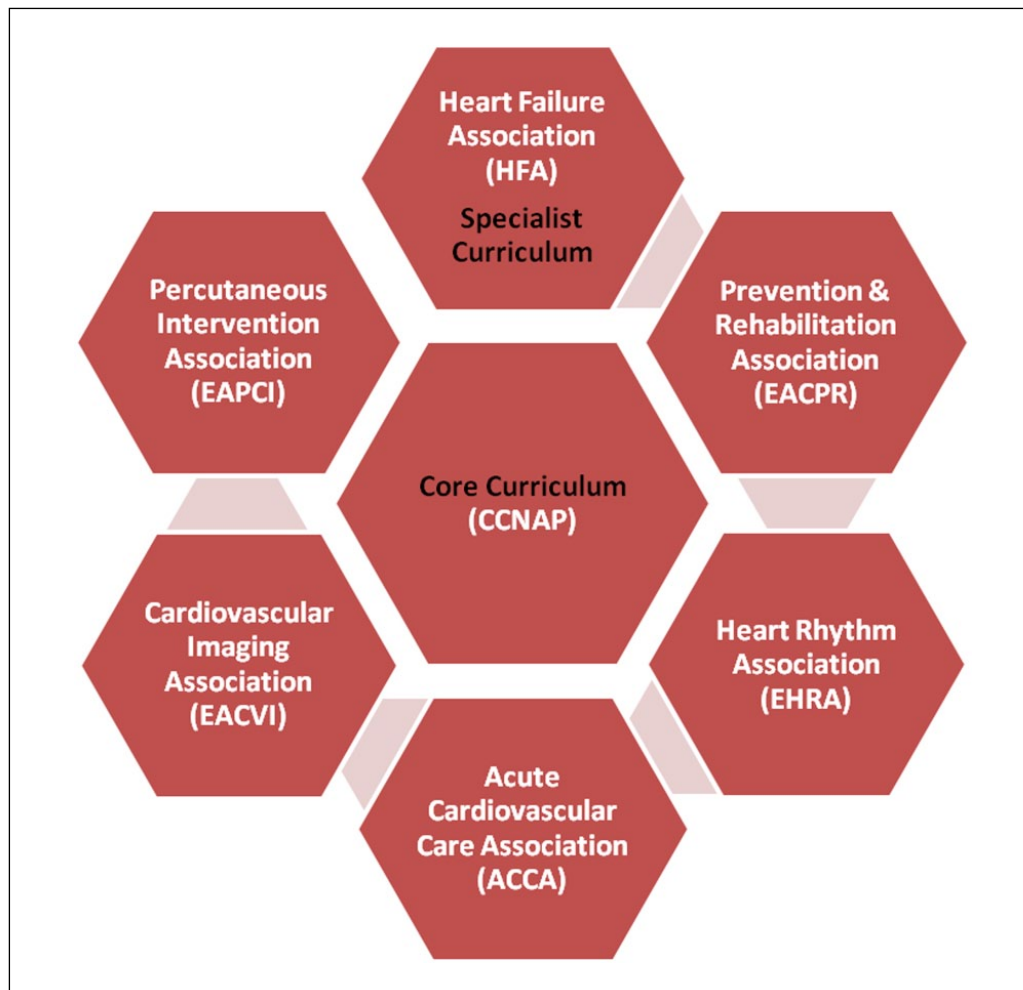 Heart Failure
Association
(HFA)
Specialist
Curriculum
Percutaneous
Intervention
Association
(EAPCI)
Prevention &
Rehabilitation
Association
(EACPR)
Core Curriculum
(CCNAP)
Cardiovascular
Imaging
Association
(EACVI)
Heart Rhythm
Association
(EHRA)
Acute
Cardiovascular
Care Association
(ACCA)